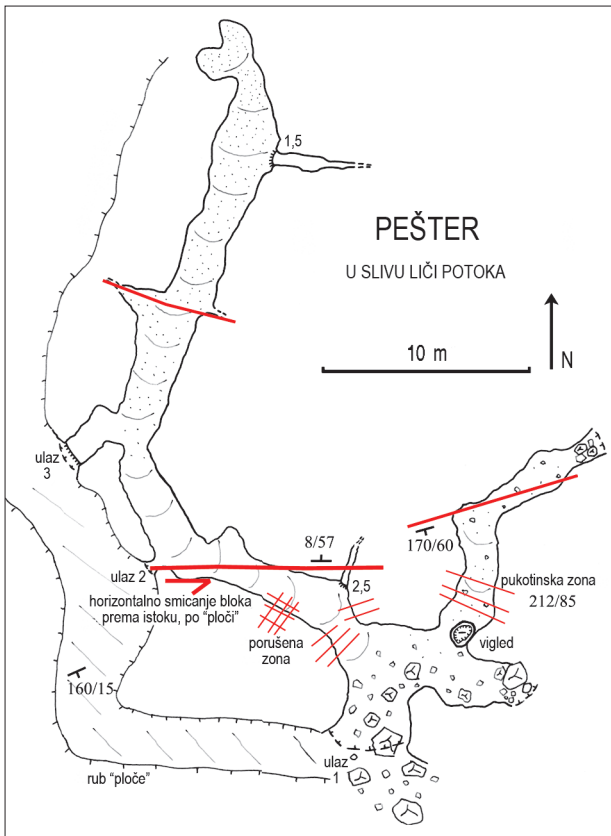 1,5
PEŠTER
U SLIVU LIČI POTOKA
10 m
N
ulaz
3
8/57
170/60
ulaz 2
2,5
pukotinska zona
212/85
horizontalno smicanje bloka
prema istoku, po "ploči"
porušena
zona
vigled
160/15
ulaz
1
rub "ploče"